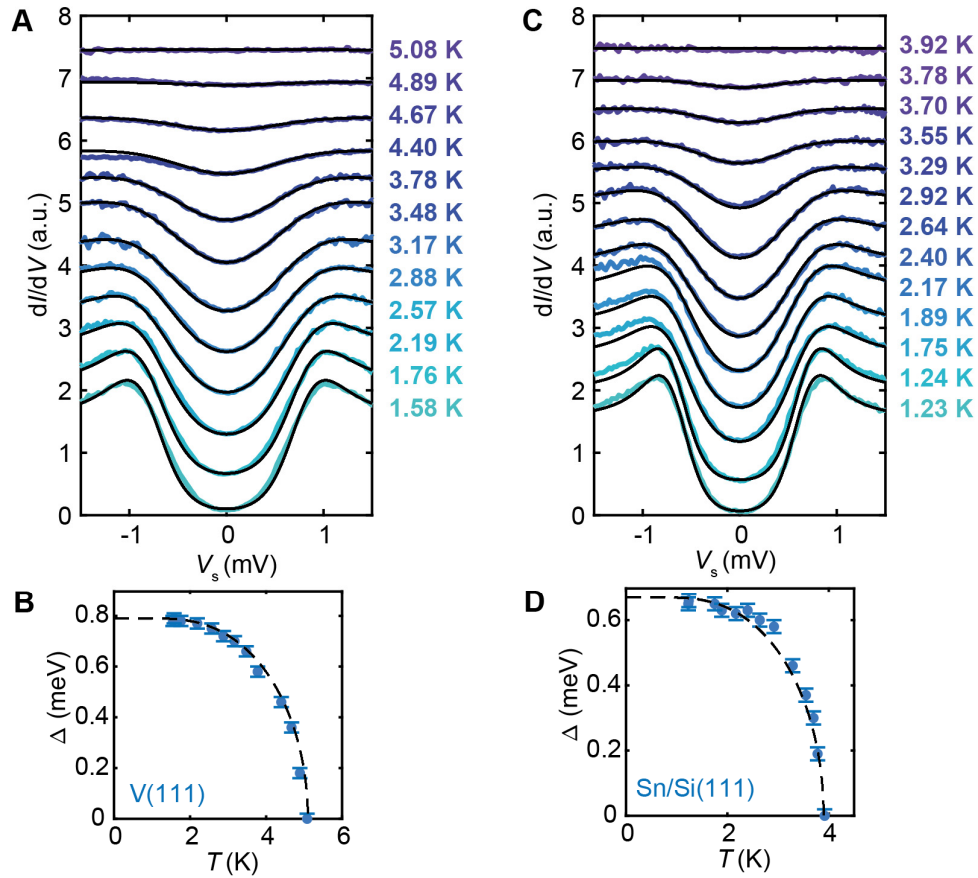 A
8
7
6
5
4
3
2
1
0
dI/dV (a.u.)
-1
0
1
Vs (mV)
5.08 K
4.89 K
4.67 K
4.40 K
3.78 K
3.48 K
3.17 K
2.88 K
2.57 K
2.19 K
1.76 K
1.58 K
C
8
7
6
5
4
3
2
1
0
dI/dV (a.u.)
-1
0
1
Vs (mV)
3.92 K
3.78 K
3.70 K
3.55 K
3.29 K
2.92 K
2.64 K
2.40 K
2.17 K
1.89 K
1.75 K
1.24 K
1.23 K
B
0.8
0.6
0.4
0.2
0
Δ (meV)
V(111)
0
2
4
6
T (K)
D
0.6
0.4
0.2
0
Δ (meV)
Sn/Si(111)
0
2
4
T (K)